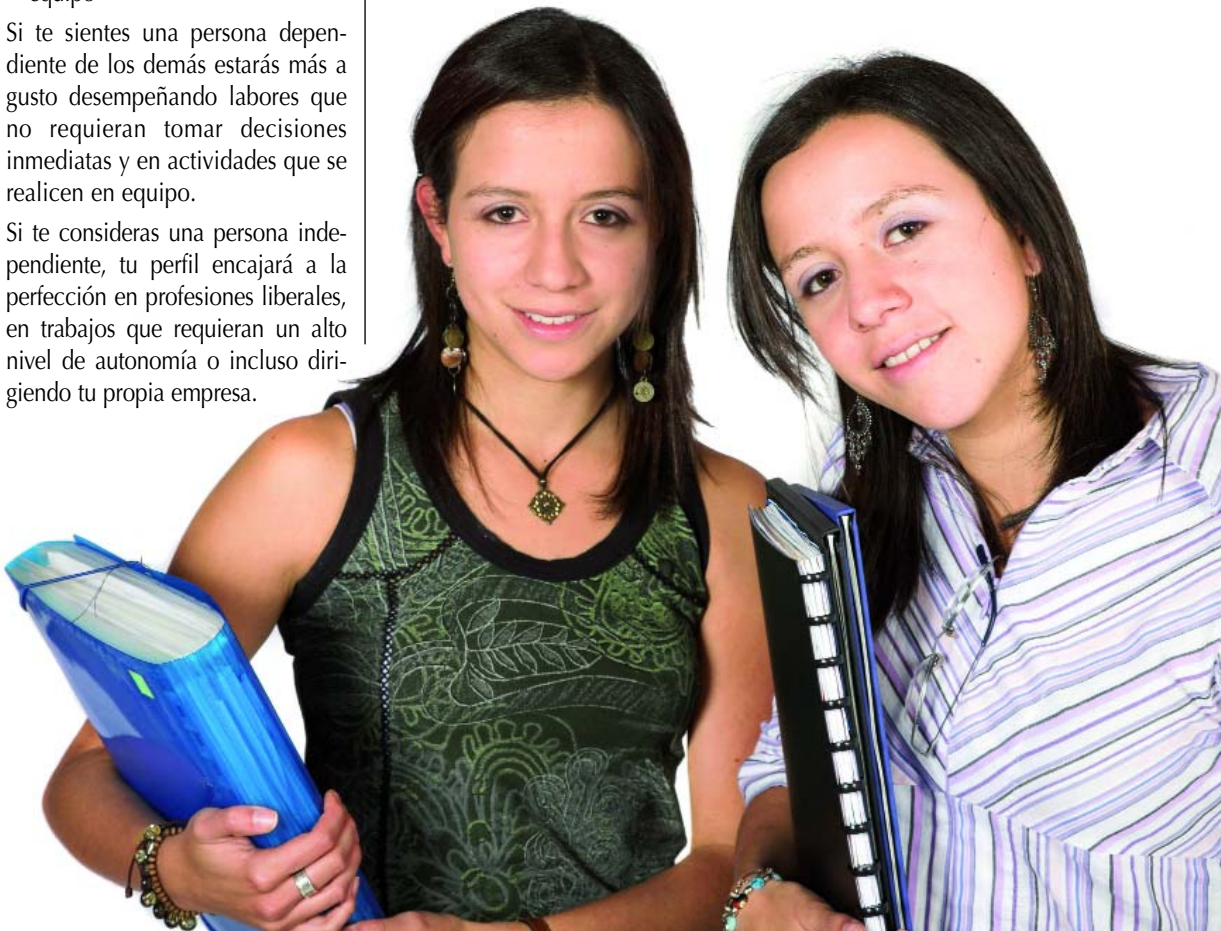 equipo
Si te sientes una persona depen-
diente de los demás estarás más a
gusto desempeñando labores que
no requieran tomar decisiones
inmediatas y en actividades que se
realicen en equipo.
Si te consideras una persona inde-
pendiente, tu perfil encajará a la
perfección en profesiones liberales,
en trabajos que requieran un alto
nivel de autonomía o incluso diri-
giendo tu propia empresa.